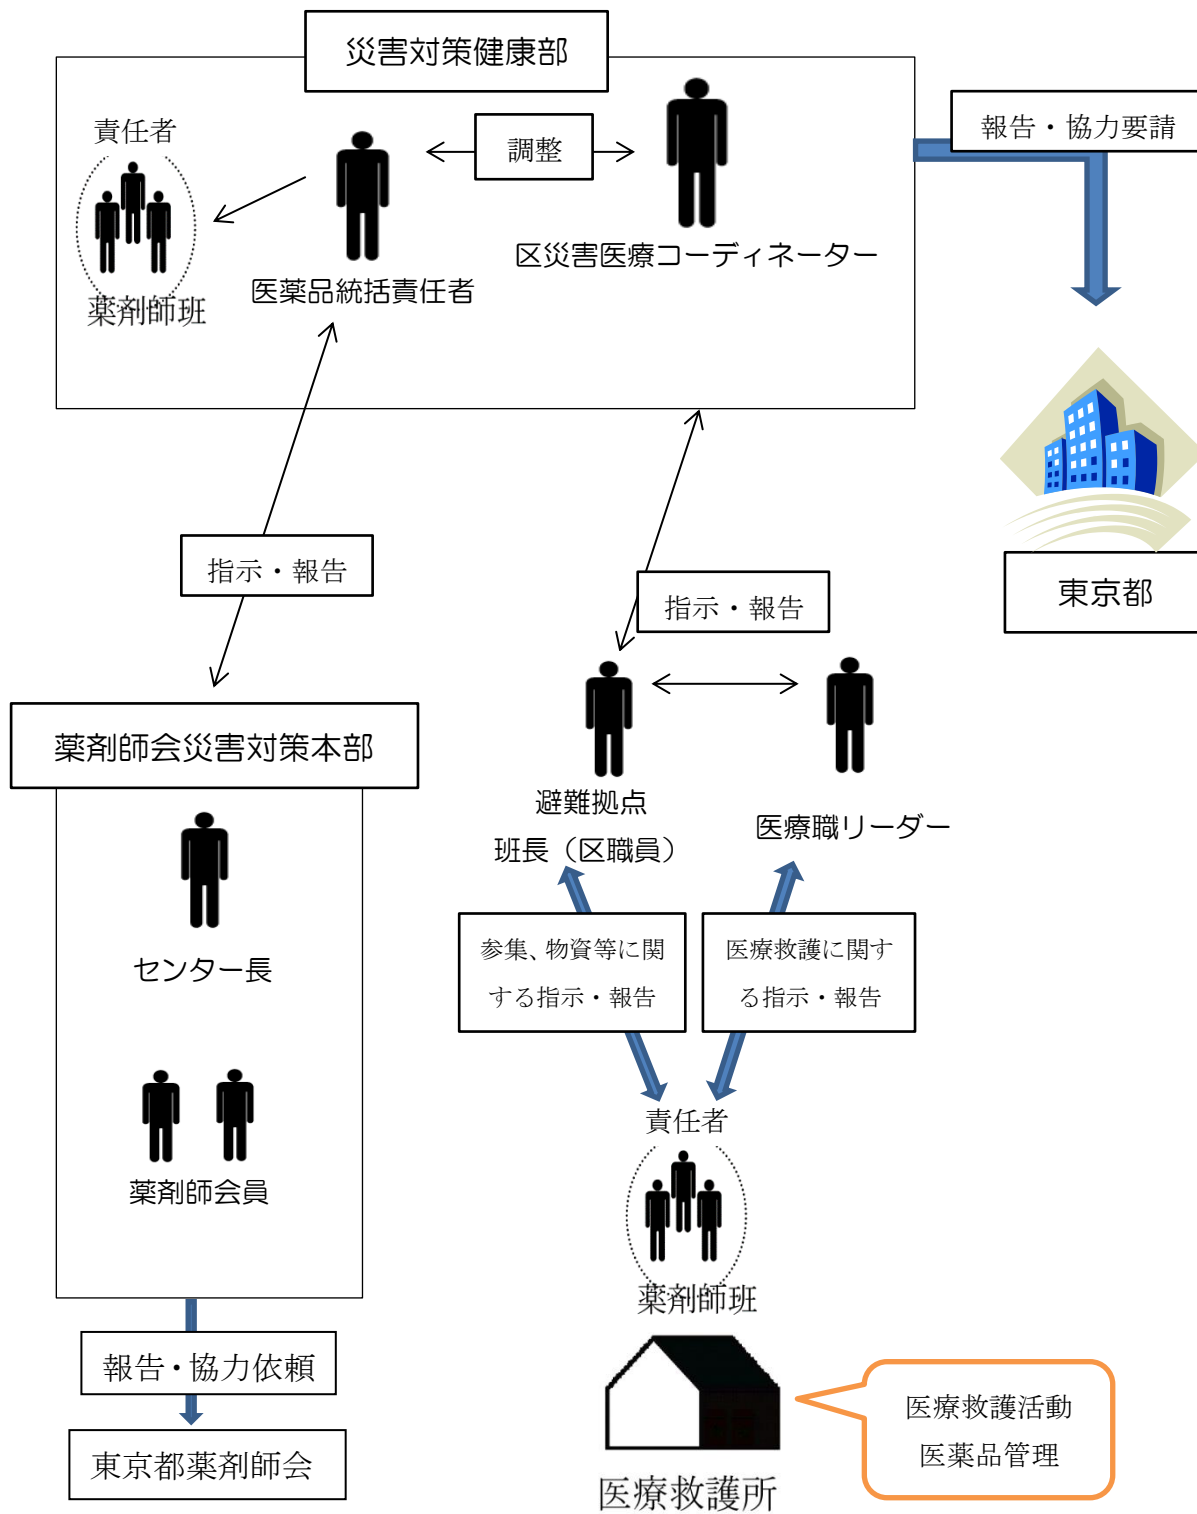 災害対策健康部
報告・協力要請
責任者
調整
薬剤師班
医薬品統括責任者
区災害医療コーディネーター
指示・報告
指示・報告
東京都
薬剤師会災害対策本部
避難拠点
班長（区職員）
医療職リーダー
センター長
参集、物資等に関
する指示・報告
医療救護に関す
る指示・報告
責任者
薬剤師会員
薬剤師班
報告・協力依頼
東京都薬剤師会
医療救護所
医療救護活動
医薬品管理